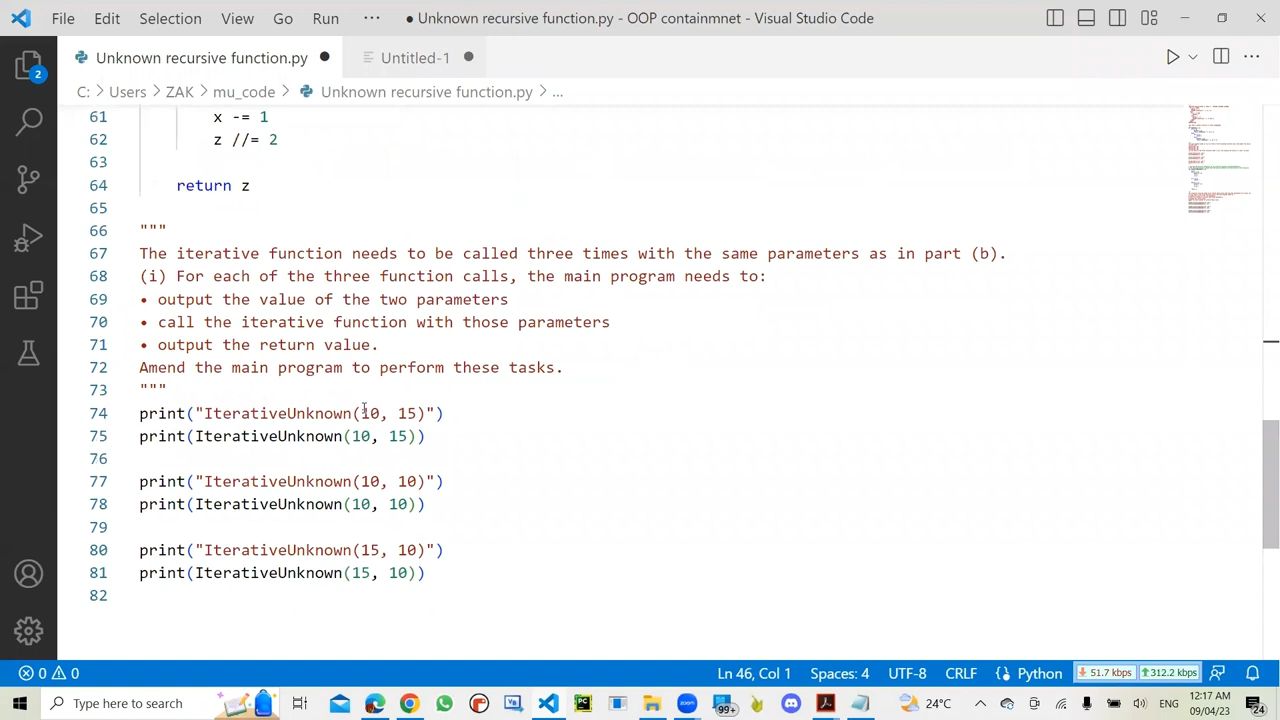 File Edit Selection View Go Run ··· ● Unknown recursive function.py - OOP containmnet - Visual Studio Code
Unknown recursive function.py ● Untitled-1 ●
C: > Users > ZAK > mu_code > Unknown recursive function.py > ...
2
61 x -= 1
62 z //= 2
63
64 return z
65
66 """
67 The iterative function needs to be called three times with the same parameters as in part (b).
68 (i) For each of the three function calls, the main program needs to:
69 • output the value of the two parameters
70 • call the iterative function with those parameters
71 • output the return value.
72 Amend the main program to perform these tasks.
73 """
74 print("IterativeUnknown(10, 15)")
75 print(IterativeUnknown(10, 15))
76
77 print("IterativeUnknown(10, 10)")
78 print(IterativeUnknown(10, 10))
79
80 print("IterativeUnknown(15, 10)")
81 print(IterativeUnknown(15, 10))
82
0 0 Ln 46, Col 1 Spaces: 4 UTF-8 CRLF Python 51.7 kbps 312.2 kbps
Type here to search zoom 99+ 24°C ENG 12:17 AM
09/04/23 24